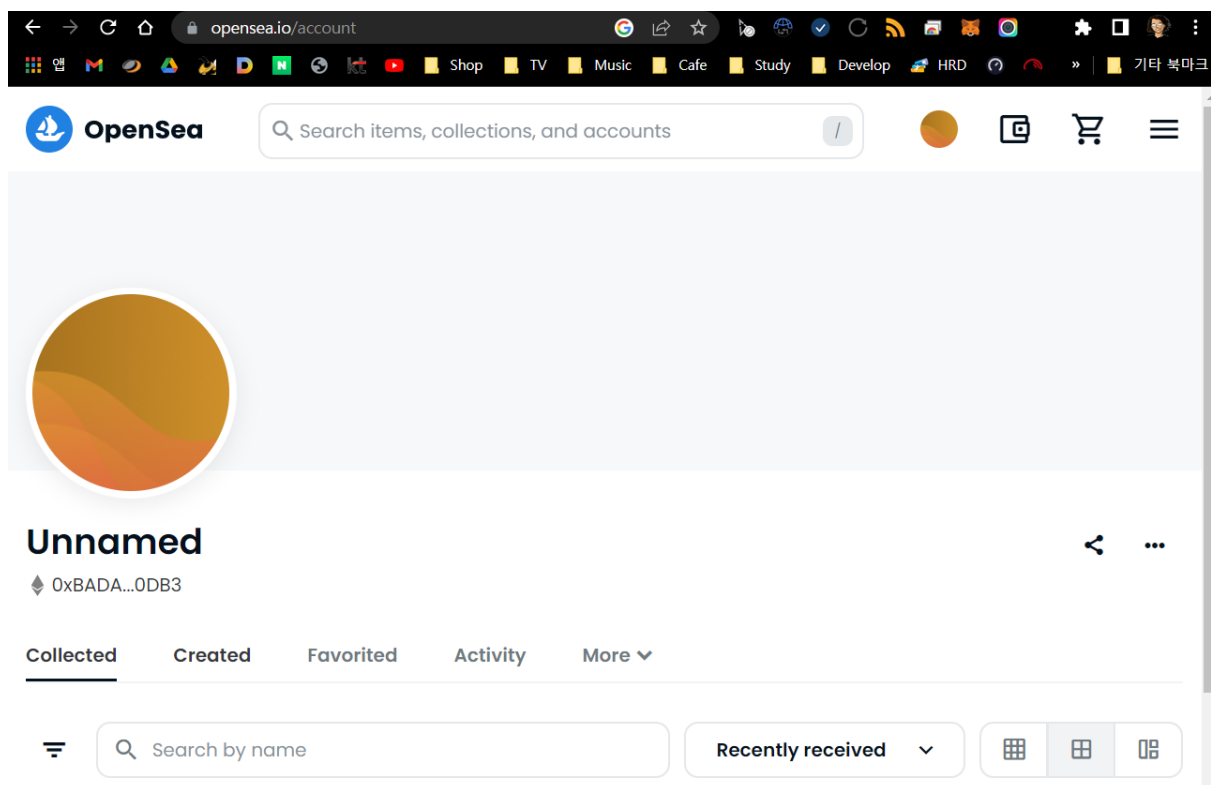 opensea.io/account
앱 M D N kt Shop TV Music Cafe Study Develop HRD » 기타 북마크
OpenSea Search items, collections, and accounts /
Unnamed
0xBADA...0DB3
Collected Created Favorited Activity More
Search by name Recently received